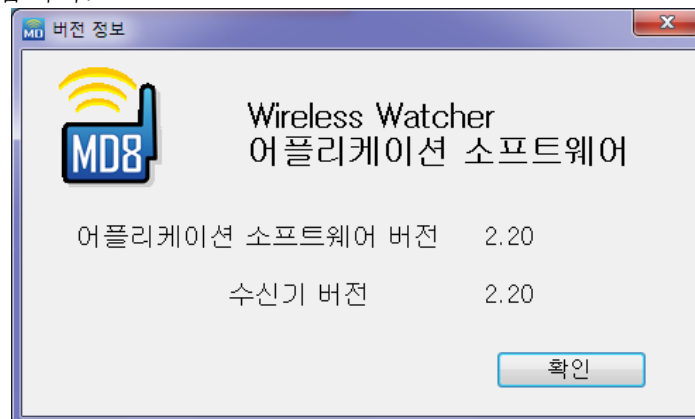 버전 정보
MD8
Wireless Watcher
어플리케이션 소프트웨어
어플리케이션 소프트웨어 버전 2.20
수신기 버전 2.20
확인